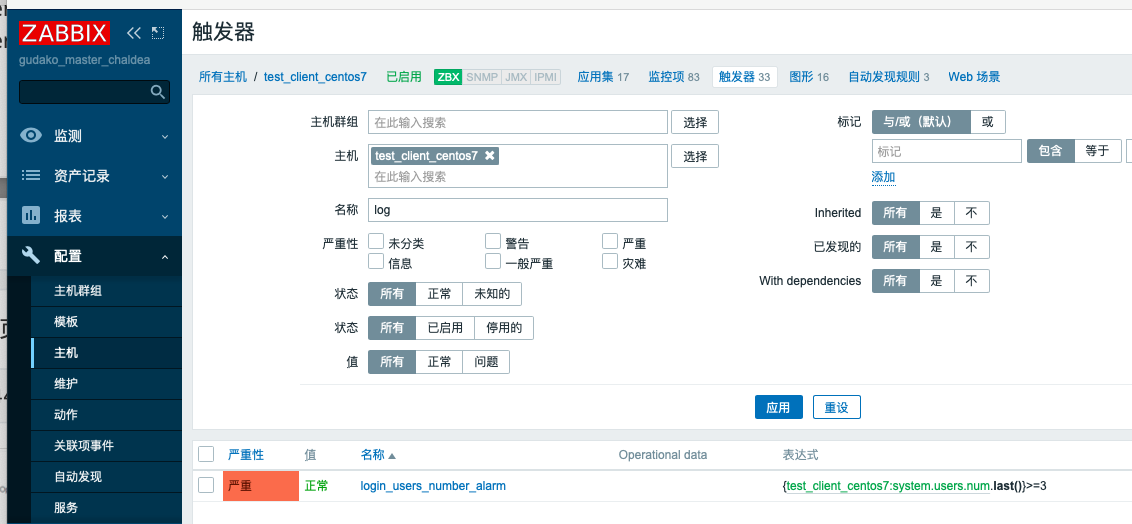 ZABBIX
gudako_master_chaldea
监测
资产记录
报表
配置
主机群组
模板
主机
维护
动作
关联项事件
自动发现
服务
触发器
所有主机 / test_client_centos7 已启用 ZBX SNMP JMX IPMI 应用集 17 监控项 83 触发器 33 图形 16 自动发现规则 3 Web 场景
主机群组 在此输入搜索 选择
主机 test_client_centos7 选择
在此输入搜索
名称 log
严重性 未分类 警告 严重
信息 一般严重 灾难
状态 所有 正常 未知的
状态 所有 已启用 停用的
值 所有 正常 问题
标记 与/或（默认） 或
标记 包含 等于
添加
Inherited 所有 是 不
已发现的 所有 是 不
With dependencies 所有 是 不
应用 重设
严重性 值 名称 Operational data 表达式
严重 正常 login_users_number_alarm {test_client_centos7:system.users.num.last()}>=3